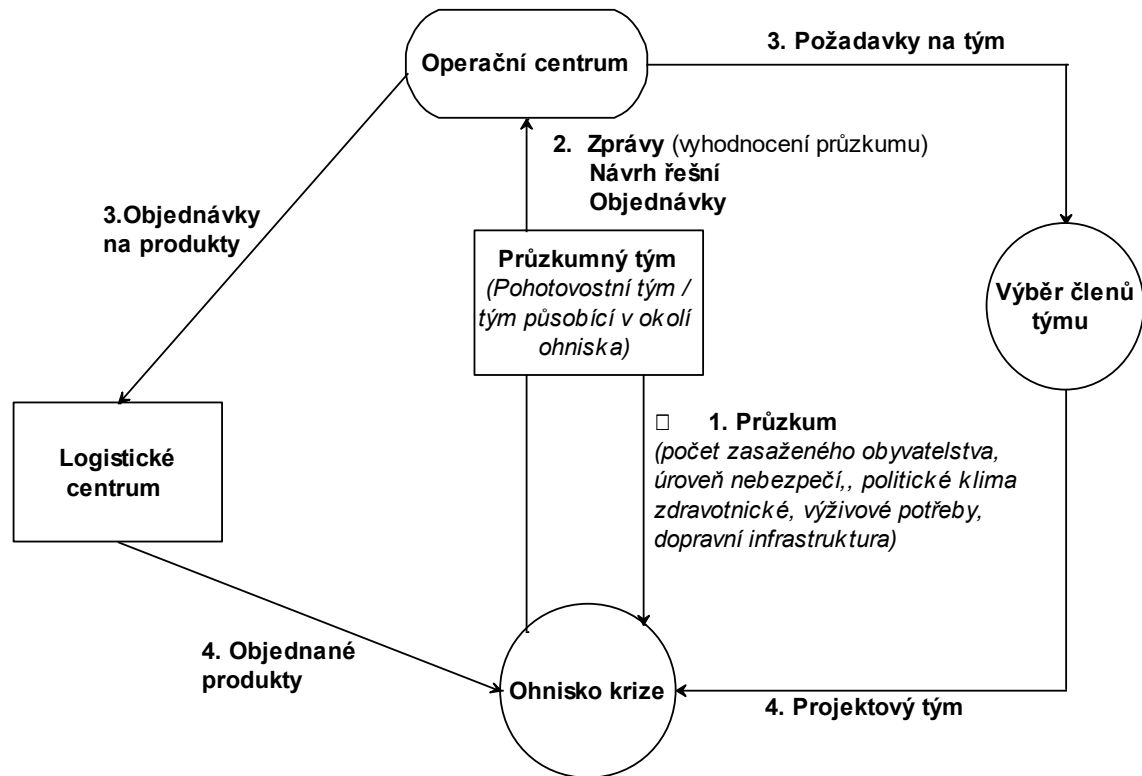 Operační centrum
3. Požadavky na tým
2. Zprávy (vyhodnocení průzkumu)
Návrh řešní
Objednávky
3.Objednávky
na produkty
Průzkumný tým
(Pohotovostní tým /
tým působící v okolí
ohniska)
Výběr členů
týmu
Logistické
centrum
1. Průzkum
(počet zasaženého obyvatelstva,
úroveň nebezpečí,, politické klima
zdravotnické, výživové potřeby,
dopravní infrastruktura)
4. Objednané
produkty
Ohnisko krize
4. Projektový tým